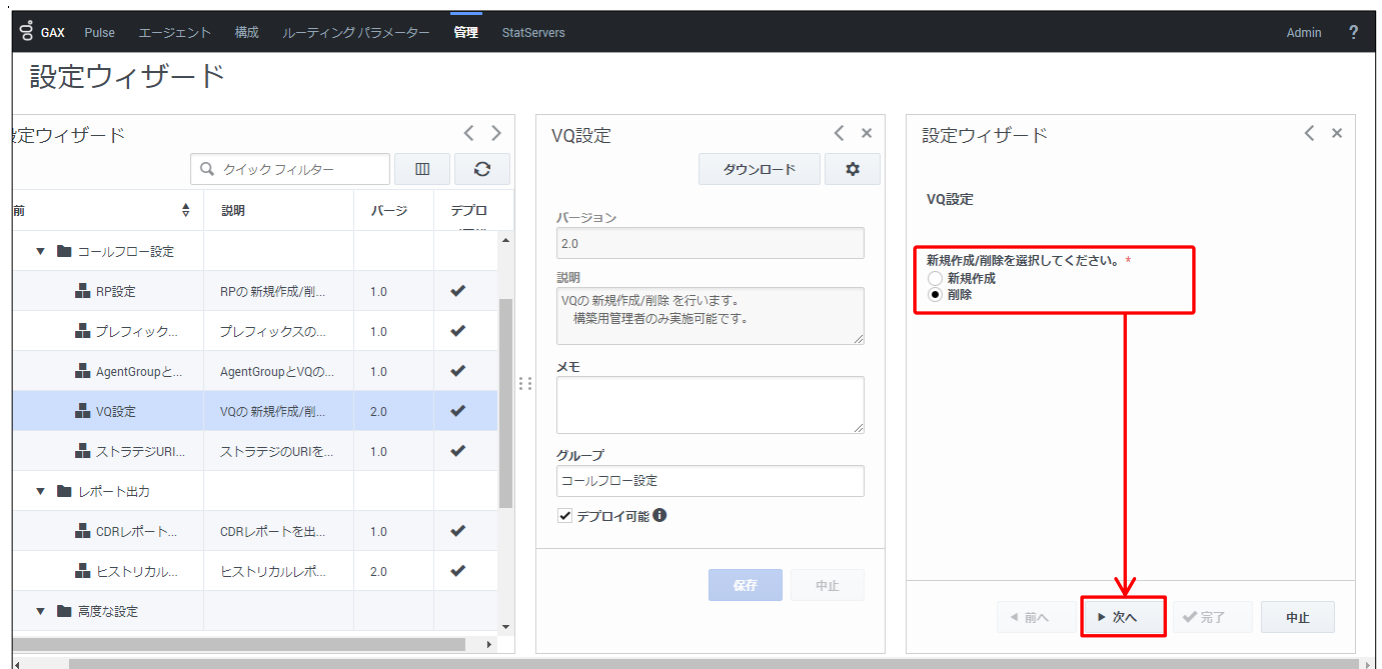 GAX Pulse エージェント 構成 ルーティング パラメーター 管理 StatServers Admin ?
設定ウィザード
定ウィザード
クイック フィルター
前 説明 バージ デプロ
コールフロー設定
RP設定 RPの 新規作成/削... 1.0
プレフィック... プレフィックスの... 1.0
AgentGroupと... AgentGroupとVQの... 1.0
VQ設定 VQの 新規作成/削... 2.0
ストラテジURI... ストラテジのURIを... 1.0
レポート出力
CDRレポート... CDRレポートを出... 1.0
ヒストリカル... ヒストリカルレポ... 2.0
高度な設定
VQ設定
ダウンロード
バージョン
2.0
説明
VQの 新規作成/削除 を行います。
構築用管理者のみ実施可能です。
メモ
グループ
コールフロー設定
デプロイ可能
保存 中止
設定ウィザード
VQ設定
新規作成/削除を選択してください。*
新規作成
削除
前へ 次へ 完了 中止